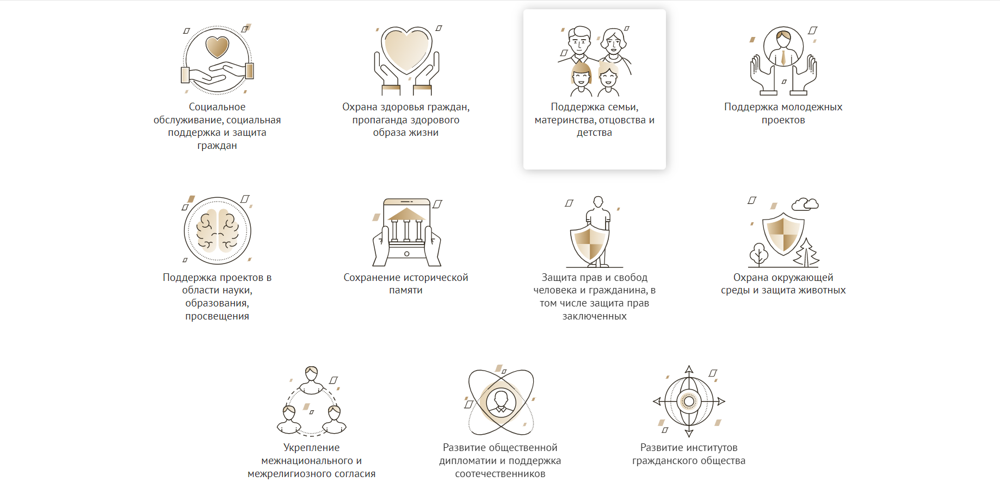 Социальное
обслуживание, социальная
поддержка и защита
граждан
Охрана здоровья граждан,
пропаганда здорового
образа жизни
Поддержка семьи,
материнства, отцовства и
детства
Поддержка молодежных
проектов
Поддержка проектов в
области науки,
образования,
просвещения
Сохранение исторической
памяти
Защита прав и свобод
человека и гражданина, в
том числе защита прав
заключенных
Охрана окружающей
среды и защита животных
Укрепление
межнационального и
межрелигиозного согласия
Развитие общественной
дипломатии и поддержка
соотечественников
Развитие институтов
гражданского общества